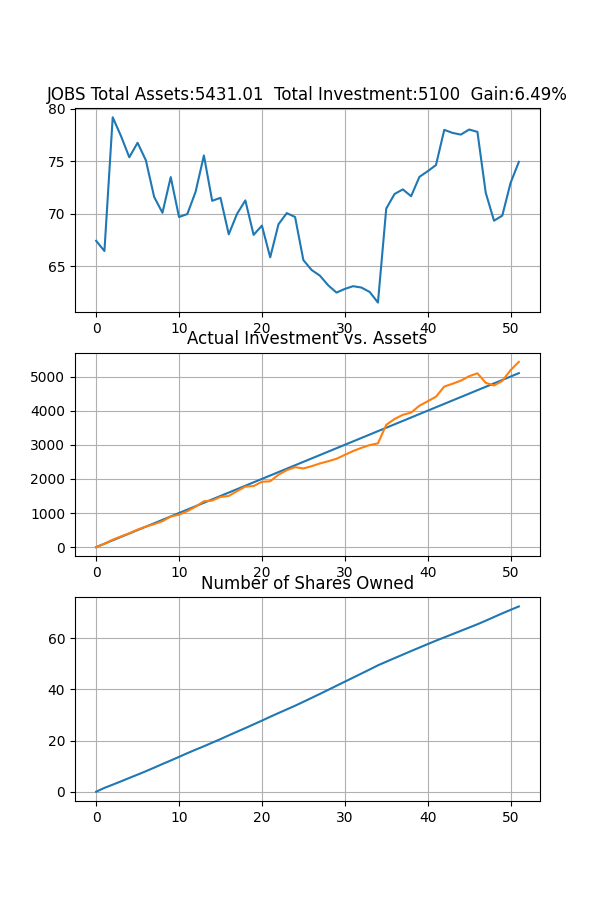 JOBS Total Assets:5431.01  Total Investment:5100  Gain:6.49%
80
75
70
65
0 10 20 30 40 50
Actual Investment vs. Assets
5000
4000
3000
2000
1000
0
0 10 20 30 40 50
Number of Shares Owned
60
40
20
0
0 10 20 30 40 50